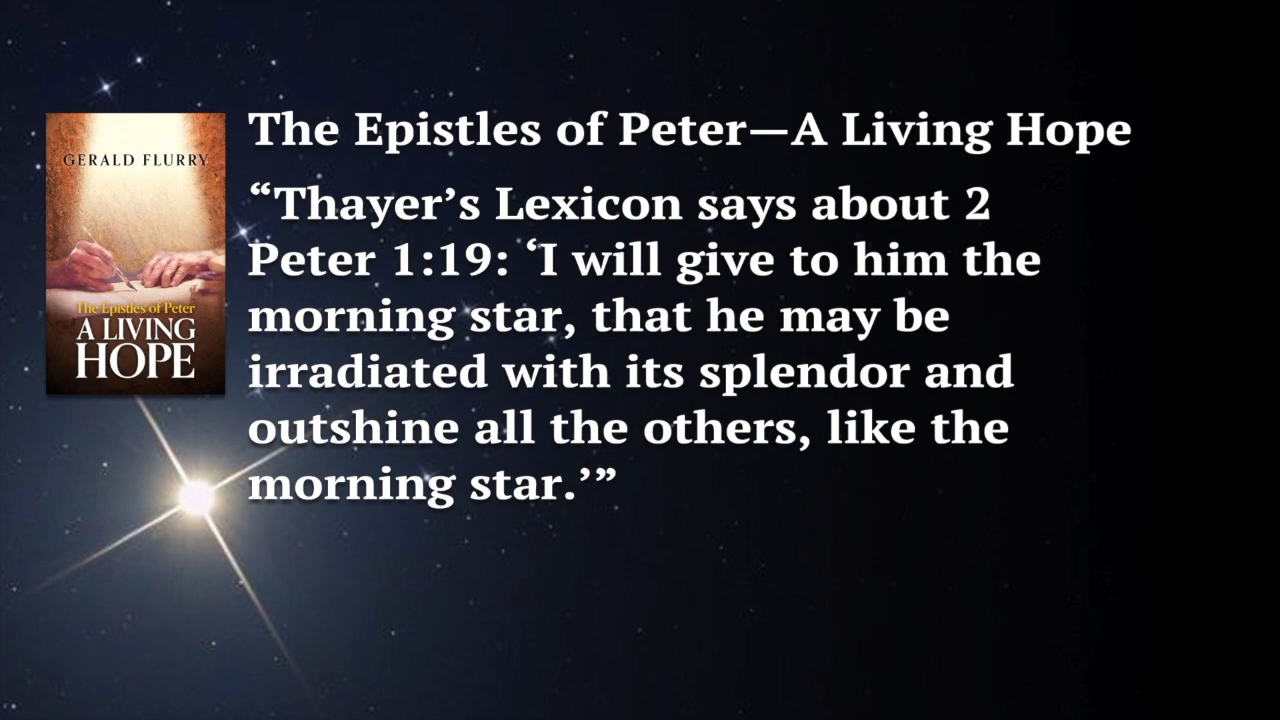 The Epistles of Peter—A Living Hope
GERALD FLURRY
The Epistles of Peter
A LIVING
HOPE
“Thayer’s Lexicon says about 2
Peter 1:19: ‘I will give to him the
morning star, that he may be
irradiated with its splendor and
outshine all the others, like the
morning star.’”